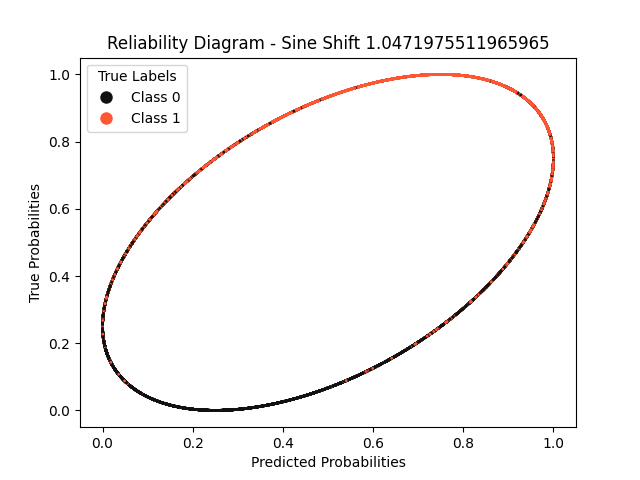 Reliability Diagram - Sine Shift 1.0471975511965965
True Labels
Class 0
Class 1
True Probabilities
1.0
0.8
0.6
0.4
0.2
0.0
0.0 0.2 0.4 0.6 0.8 1.0
Predicted Probabilities